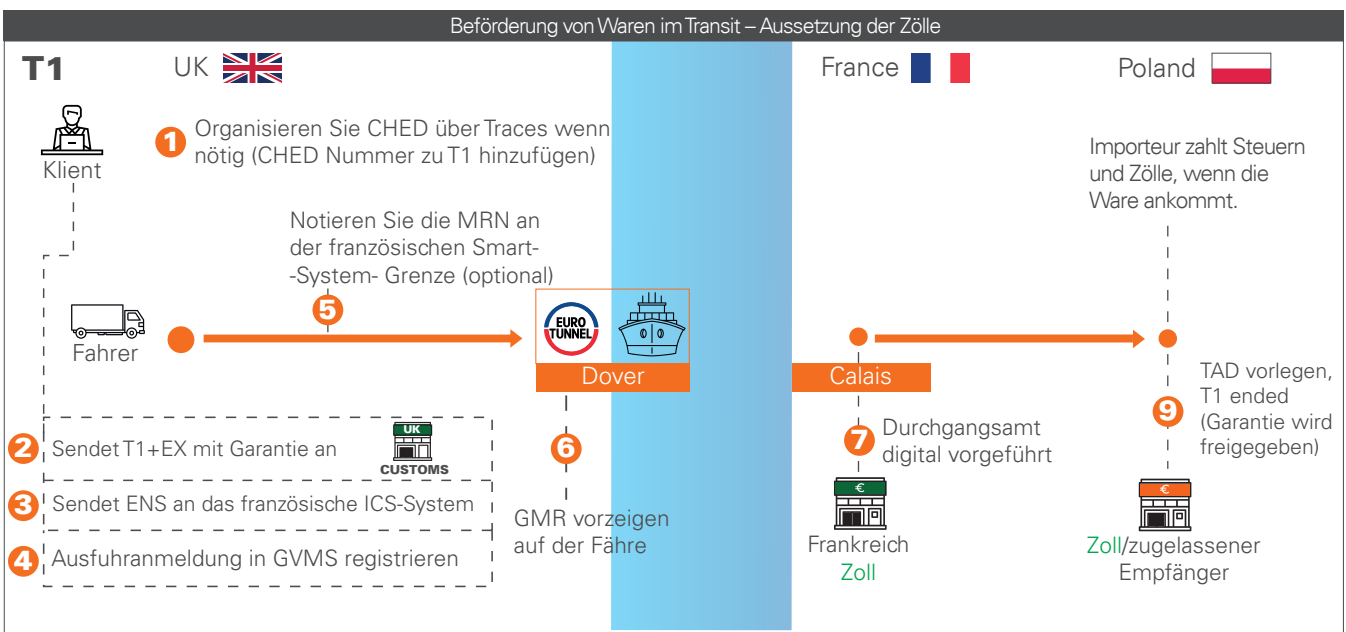 Beförderung von Waren im Transit – Aussetzung der Zölle
T1
UK
France
Poland
Klient
1
Organisieren Sie CHED über Traces wenn
nötig (CHED Nummer zu T1 hinzufügen)
Importeur zahlt Steuern
und Zölle, wenn die
Ware ankommt.
Notieren Sie die MRN an
der französischen Smart-
-System- Grenze (optional)
5
Fahrer
EURO
TUNNEL
Dover
Calais
2
Sendet T1+EX mit Garantie an
UK
CUSTOMS
3
Sendet ENS an das französische ICS-System
4
Ausfuhranmeldung in GVMS registrieren
6
GMR vorzeigen
auf der Fähre
7
Durchgangsamt
digital vorgeführt
€
Frankreich
Zoll
9
TAD vorlegen,
T1 ended
(Garantie wird
freigegeben)
€
Zoll/zugelassener
Empfänger